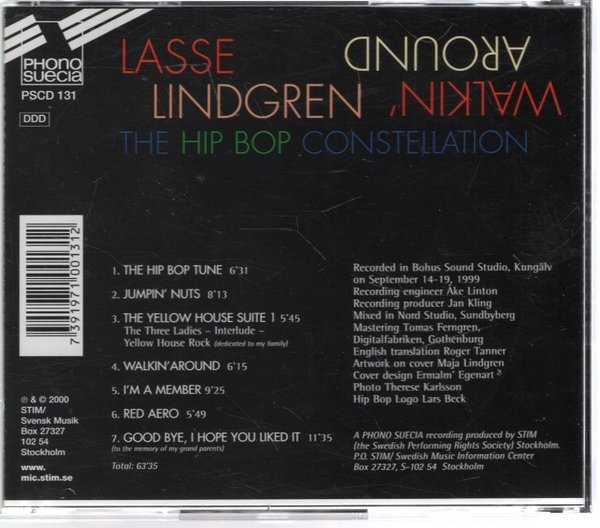 PHONO
SUECIA
PSCD 131
DDD
LASSE
LINDGREN
WALKIN'
AROUND
THE HIP BOP CONSTELLATION
7391971001312
1. THE HIP BOP TUNE 6'31
2. JUMPIN' NUTS 8'13
3. THE YELLOW HOUSE SUITE 1 5'45
The Three Ladies – Interlude –
Yellow House Rock (dedicated to my family)
4. WALKIN'AROUND 6'15
5. I'M A MEMBER 9'25
6. RED AERO 5'49
7. GOOD BYE, I HOPE YOU LIKED IT 11'35
(to the memory of my grand parents)
Total: 63'35
Recorded in Bohus Sound Studio, Kungälv
on September 14-19, 1999
Recording engineer Åke Linton
Recording producer Jan Kling
Mixed in Nord Studio, Sundbyberg
Mastering Tomas Ferngren,
Digitalfabriken, Gothenburg
English translation Roger Tanner
Artwork on cover Maja Lindgren
Cover design Ermalm' Egenart
Photo Therese Karlsson
Hip Bop Logo Lars Beck
A PHONO SUECIA recording produced by STIM
(the Swedish Performing Rights Society) Stockholm.
P.O. STIM/ Swedish Music Information Center
Box 27327, S-102 54 Stockholm
℗ & © 2000
STIM/
Svensk Musik
Box 27327
102 54
Stockholm
www.
mic.stim.se